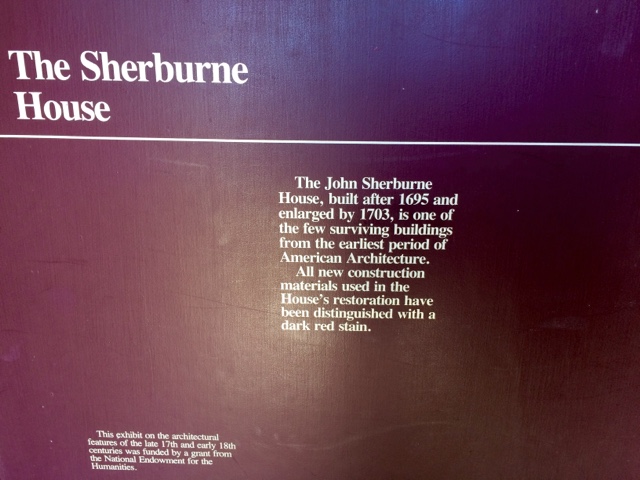 The Sherburne
House
The John Sherburne
House, built after 1695 and
enlarged by 1703, is one of
the few surviving buildings
from the earliest period of
American Architecture.
All new construction
materials used in the
House's restoration have
been distinguished with a
dark red stain.
This exhibit on the architectural
features of the late 17th and early 18th
centuries was funded by a grant from
the National Endowment for the
Humanities.